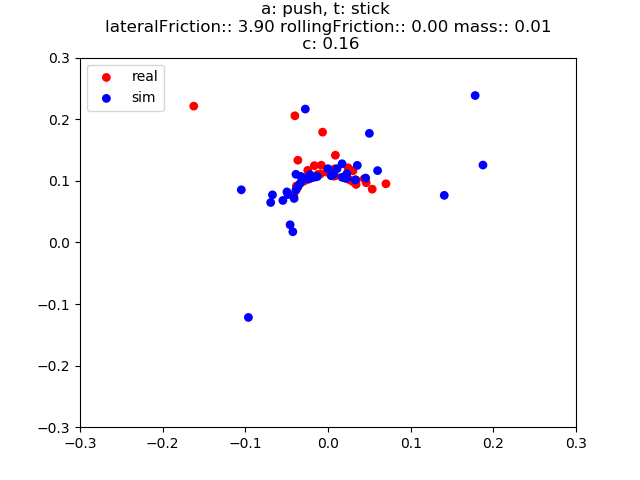 a: push, t: stick
lateralFriction:: 3.90 rollingFriction:: 0.00 mass:: 0.01
c: 0.16
real
sim
0.3
0.2
0.1
0.0
−0.1
−0.2
−0.3
−0.3
−0.2
−0.1
0.0
0.1
0.2
0.3